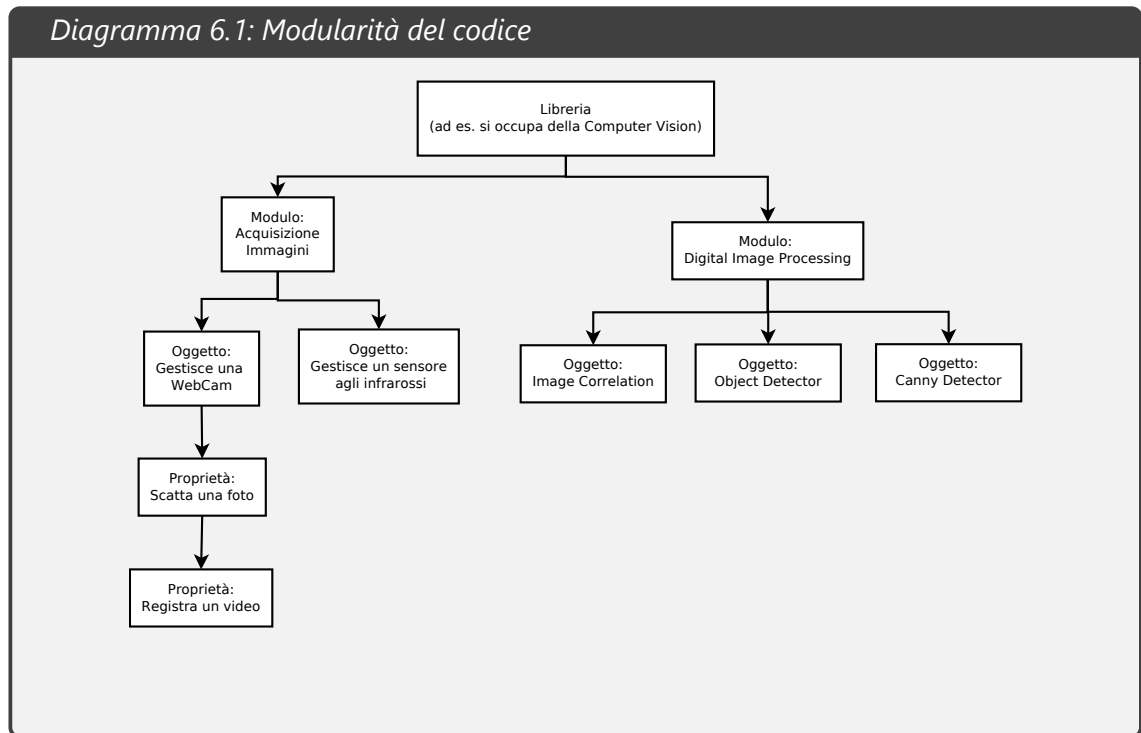 Diagramma 6.1: Modularità del codice
Libreria
(ad es. si occupa della Computer Vision)
Modulo:
Acquisizione
Immagini
Modulo:
Digital Image Processing
Oggetto:
Gestisce una
WebCam
Oggetto:
Gestisce un sensore
agli infrarossi
Oggetto:
Image Correlation
Oggetto:
Object Detector
Oggetto:
Canny Detector
Proprietà:
Scatta una foto
Proprietà:
Registra un video